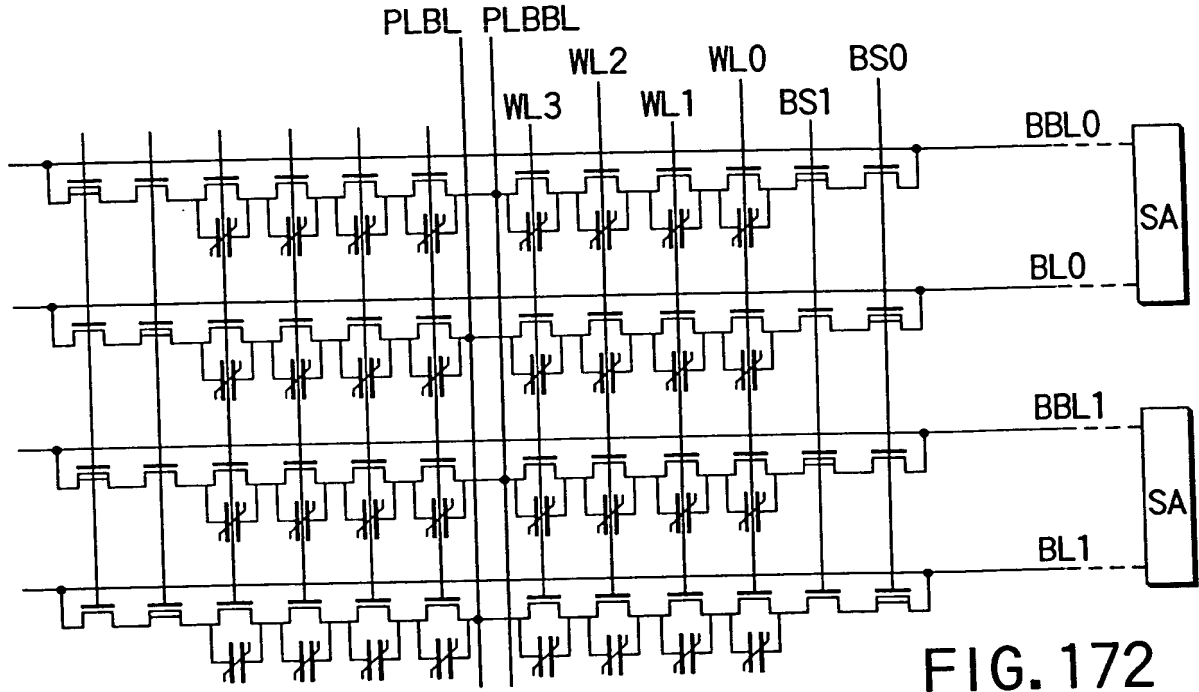 PLBL PLBBL
WL2 WL0 BS0
WL3 WL1 BS1
BBL0
SA
BL0
BBL1
SA
BL1
FIG.172